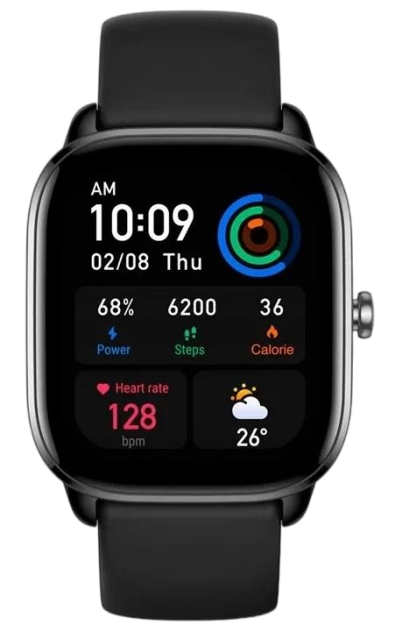 AM
10:09
02/08 Thu
68% 6200 36
Power Steps Calorie
Heart rate
128
bpm
26°